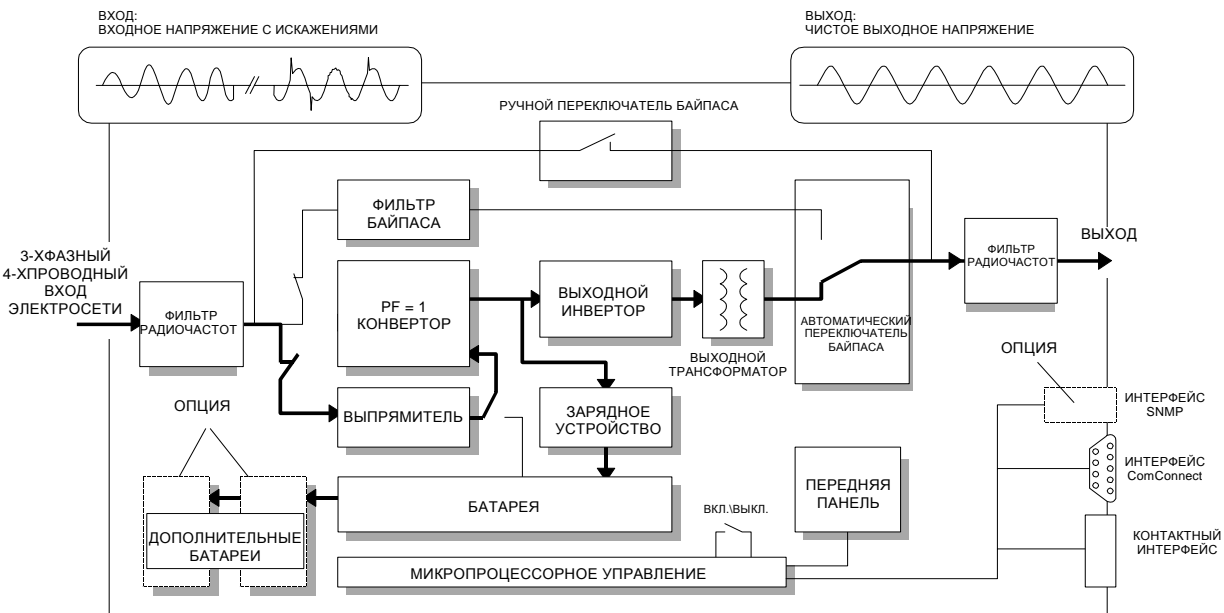 ВХОД:
ВХОДНОЕ НАПРЯЖЕНИЕ С ИСКАЖЕНИЯМИ
ВЫХОД:
ЧИСТОЕ ВЫХОДНОЕ НАПРЯЖЕНИЕ
РУЧНОЙ ПЕРЕКЛЮЧАТЕЛЬ БАЙПАСА
ФИЛЬТР
БАЙПАСА
3-ХФАЗНЫЙ
4-ХПРОВОДНЫЙ
ВХОД
ЭЛЕКТРОСЕТИ
ФИЛЬТР
РАДИОЧАСТОТ
PF = 1
КОНВЕРТОР
ВЫХОДНОЙ
ИНВЕРТОР
ВЫХОДНОЙ
ТРАНСФОРМАТОР
АВТОМАТИЧЕСКИЙ
ПЕРЕКЛЮЧАТЕЛЬ
БАЙПАСА
ФИЛЬТР
РАДИОЧАСТОТ
ВЫХОД
ОПЦИЯ
ВЫПРЯМИТЕЛЬ
ЗАРЯДНОЕ
УСТРОЙСТВО
ОПЦИЯ
ИНТЕРФЕЙС
SNMP
ИНТЕРФЕЙС
ComConnect
КОНТАКТНЫЙ
ИНТЕРФЕЙС
ДОПОЛНИТЕЛЬНЫЕ
БАТАРЕИ
БАТАРЕЯ
ВКЛ.\ВЫКЛ.
ПЕРЕДНЯЯ
ПАНЕЛЬ
МИКРОПРОЦЕССОРНОЕ УПРАВЛЕНИЕ